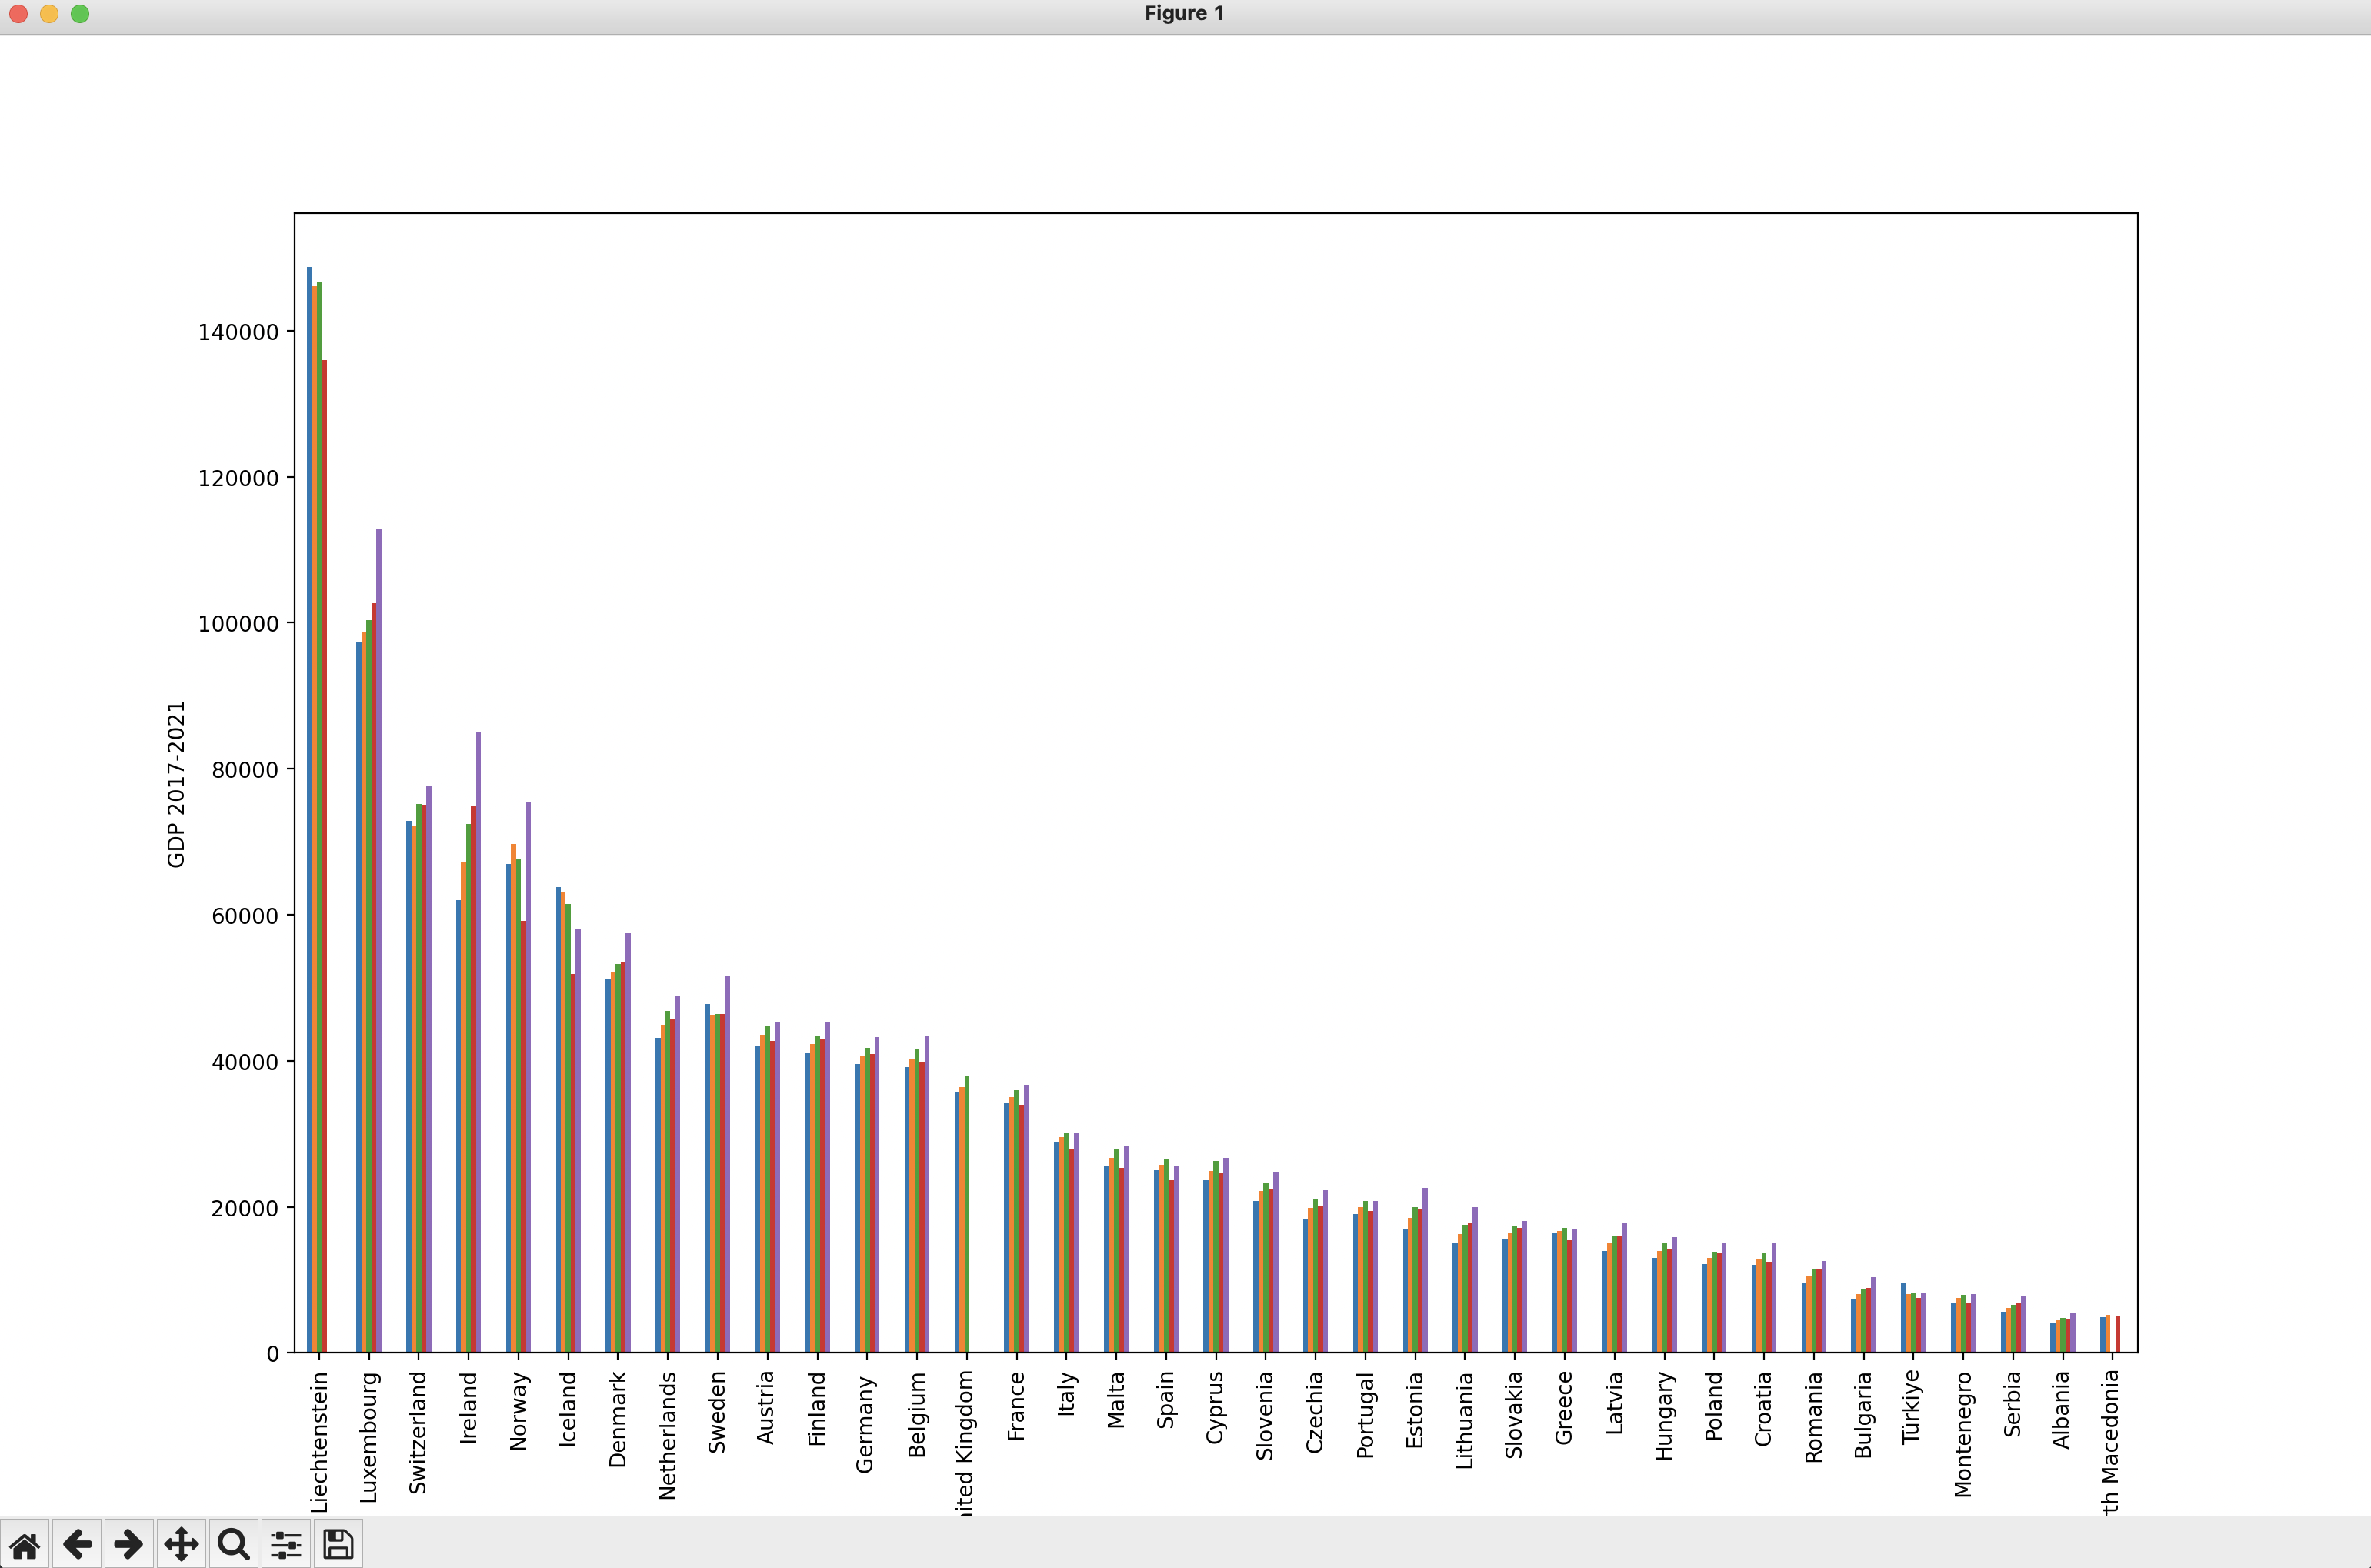 Figure 1
140000
120000
100000
80000
60000
40000
20000
0
GDP 2017-2021
Liechtenstein
Luxembourg
Switzerland
Ireland
Norway
Iceland
Denmark
Netherlands
Sweden
Austria
Finland
Germany
Belgium
nited Kingdom
France
Italy
Malta
Spain
Cyprus
Slovenia
Czechia
Portugal
Estonia
Lithuania
Slovakia
Greece
Latvia
Hungary
Poland
Croatia
Romania
Bulgaria
Türkiye
Montenegro
Serbia
Albania
th Macedonia